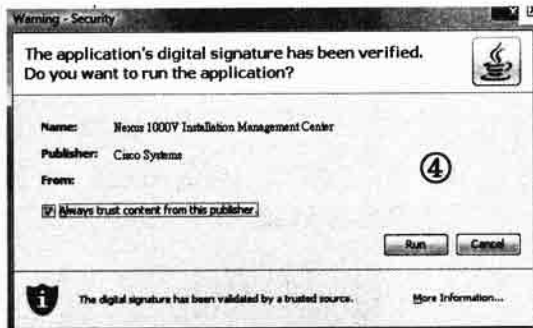 Warning - Security
The application's digital signature has been verified.
Do you want to run the application?
Name: Nexus 1000V Installation Management Center
Publisher: Cisco Systems
From:
Always trust content from this publisher.
④
Run Cancel
The digital signature has been validated by a trusted source. More Information...